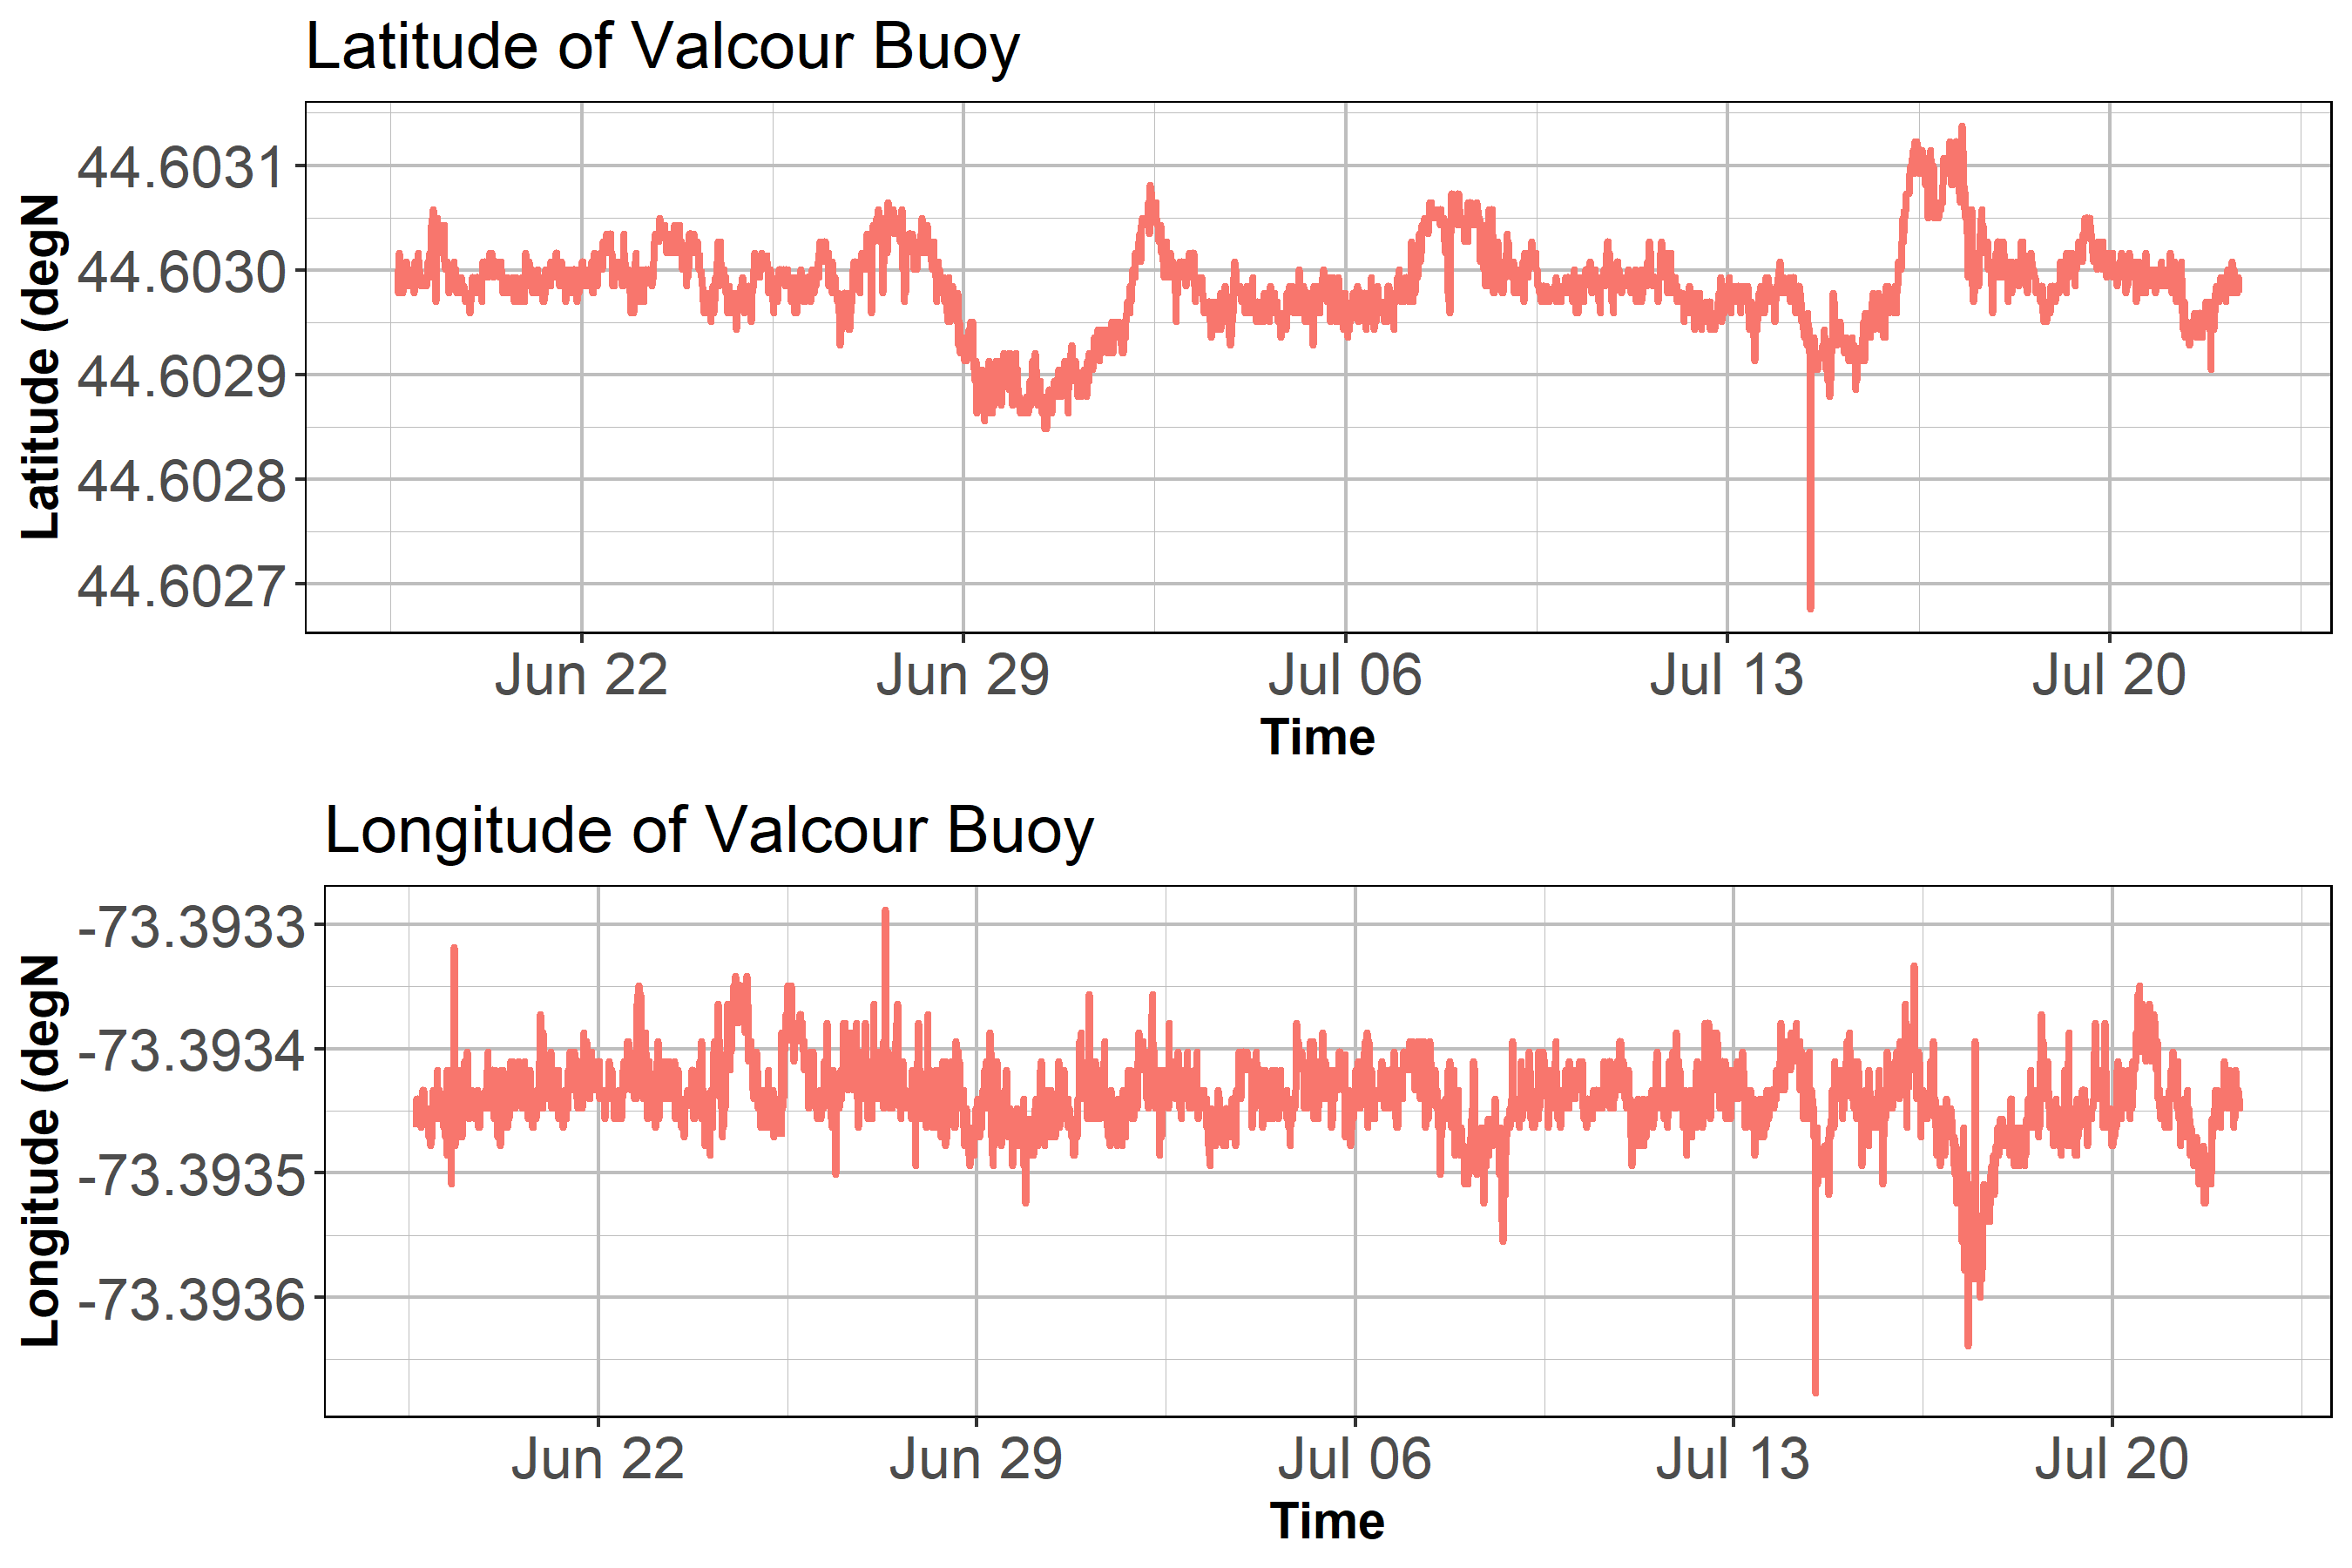 Latitude of Valcour Buoy
Latitude (degN
44.6031
44.6030
44.6029
44.6028
44.6027
Jun 22 Jun 29 Jul 06 Jul 13 Jul 20
Time
Longitude of Valcour Buoy
Longitude (degN
-73.3933
-73.3934
-73.3935
-73.3936
Jun 22 Jun 29 Jul 06 Jul 13 Jul 20
Time